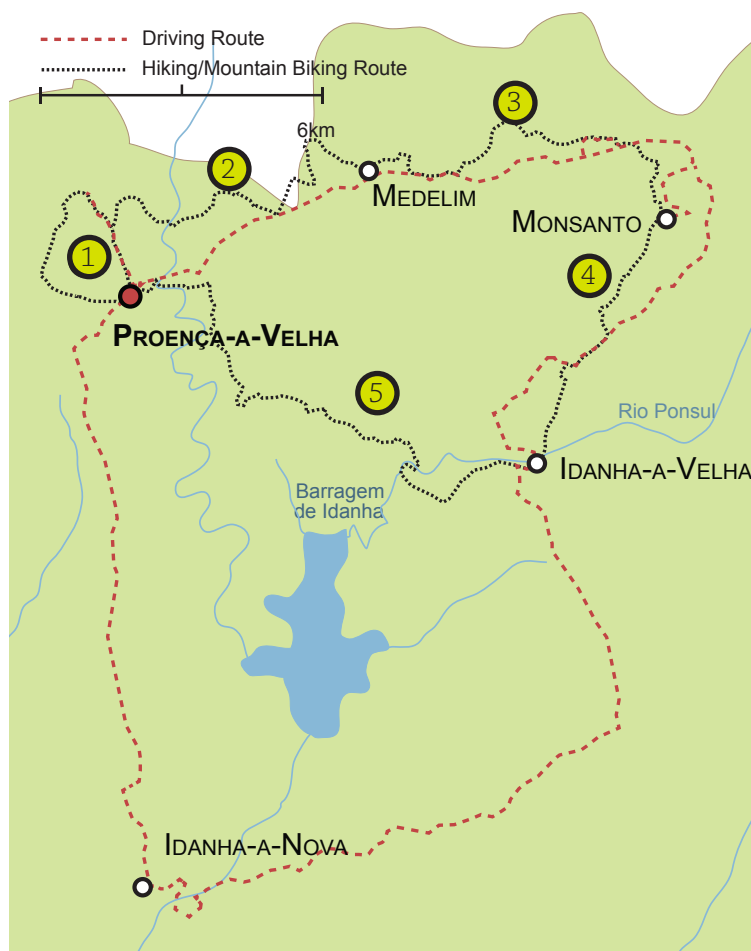 Driving Route
Hiking/Mountain Biking Route
6km
3
2
MEDELIM
MONSANTO
1
4
PROENÇA-A-VELHA
5
Rio Ponsul
IDANHA-A-VELHA
Barragem
de Idanha
IDANHA-A-NOVA